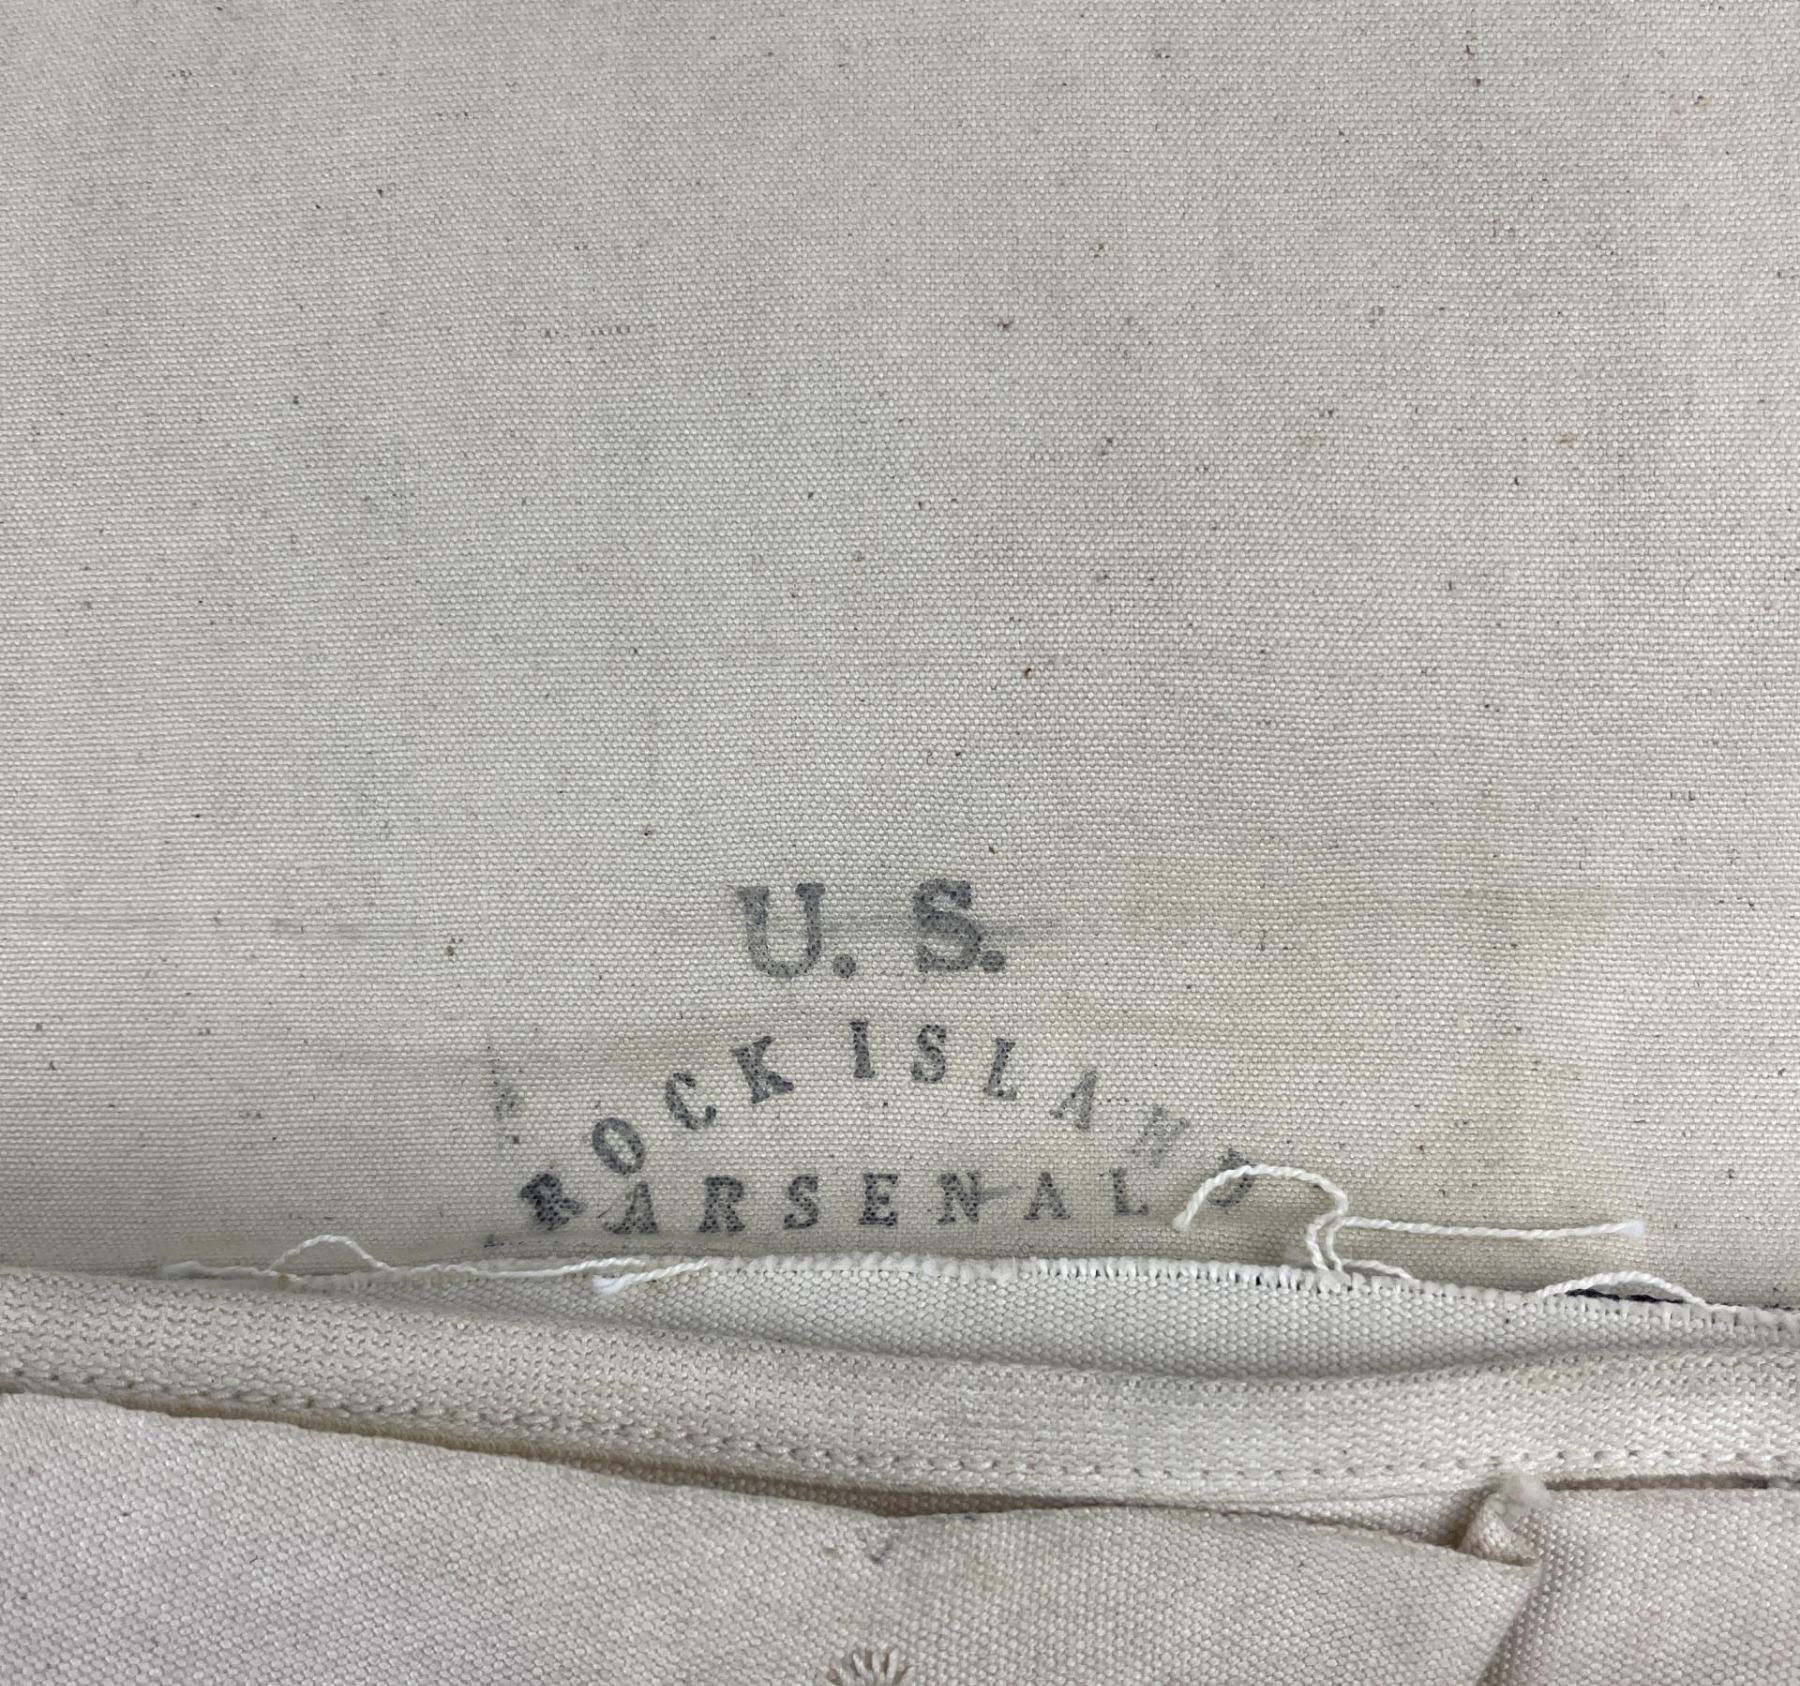 U. S.
ROCK ISLAND
ARSENAL